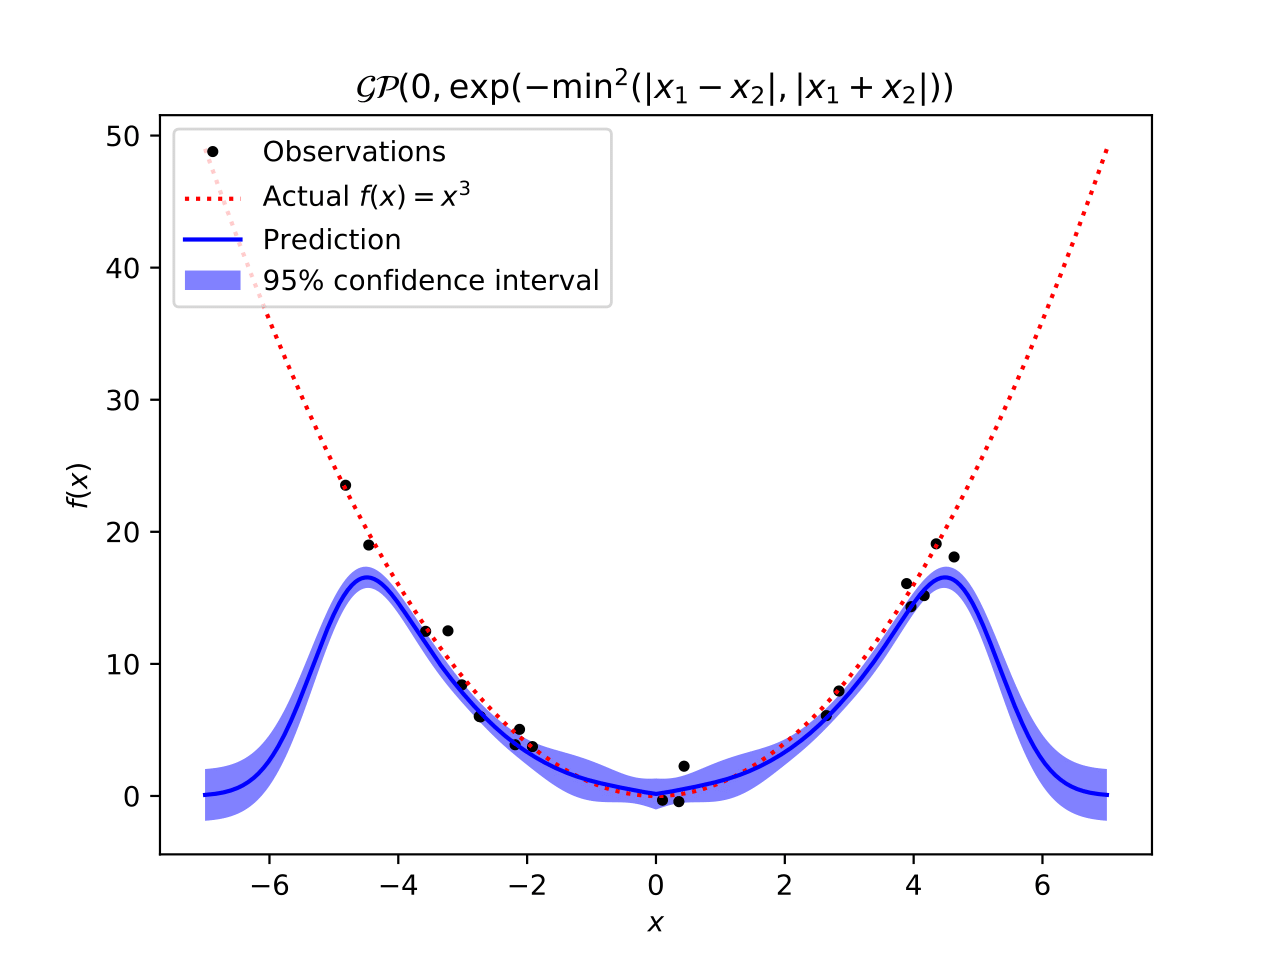 𝒢𝒫(0, exp(−min²(|x₁ − x₂|, |x₁ + x₂|))
50
40
30
20
10
0
f(x)
Observations
Actual f(x) = x³
Prediction
95% confidence interval
−6 −4 −2 0 2 4 6
x